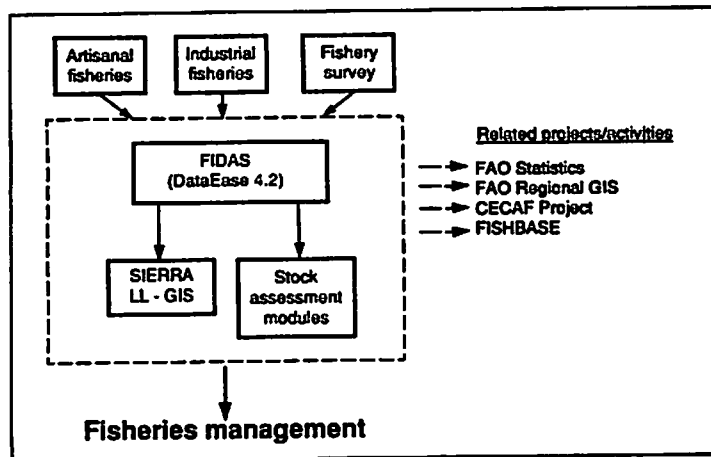 Artisanal
fisheries
Industrial
fisheries
Fishery
survey
FIDAS
(DataEase 4.2)
SIERRA
LL - GIS
Stock
assessment
modules
Related projects/activities
FAO Statistics
FAO Regional GIS
CECAF Project
FISHBASE
Fisheries management